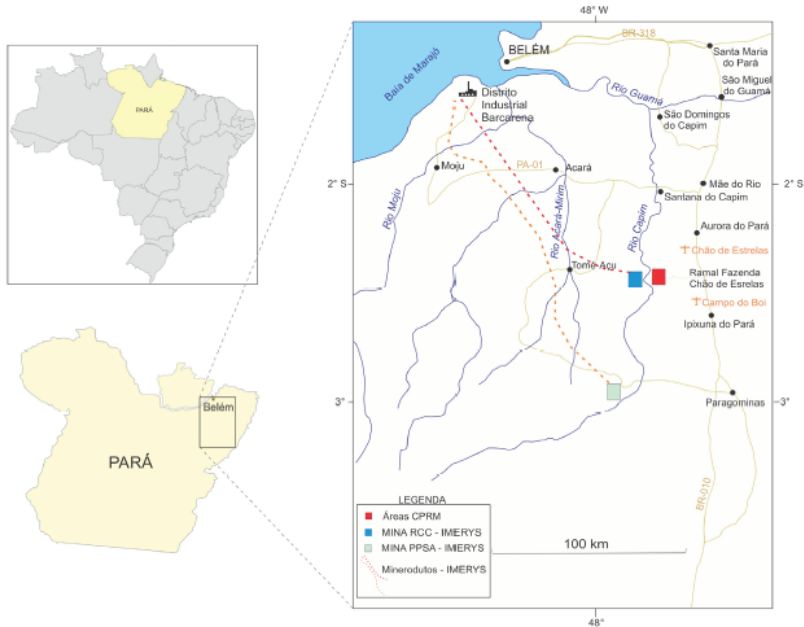 PARÁ
Belém
PARÁ
48° W
BR-318
BELÉM
Santa Maria
do Pará
Baía de Marajó
São Miguel
do Guamá
Distrito
Industrial
Barcarena
Rio Guamá
São Domingos
do Capim
Moju
PA-01
Acará
2° S
2° S
Mãe do Rio
Santana do Capim
Rio Moju
Rio Acará-Mirim
Rio Capim
Aurora do Pará
Chão de Estrelas
Tomé-Açu
Ramal Fazenda
Chão de Esrelas
Campo do Boi
Ipixuna do Pará
3°
3°
Paragominas
BR-010
LEGENDA
Áreas CPRM
MINA RCC - IMERYS
MINA PPSA - IMERYS
Minerodutos - IMERYS
100 km
48°